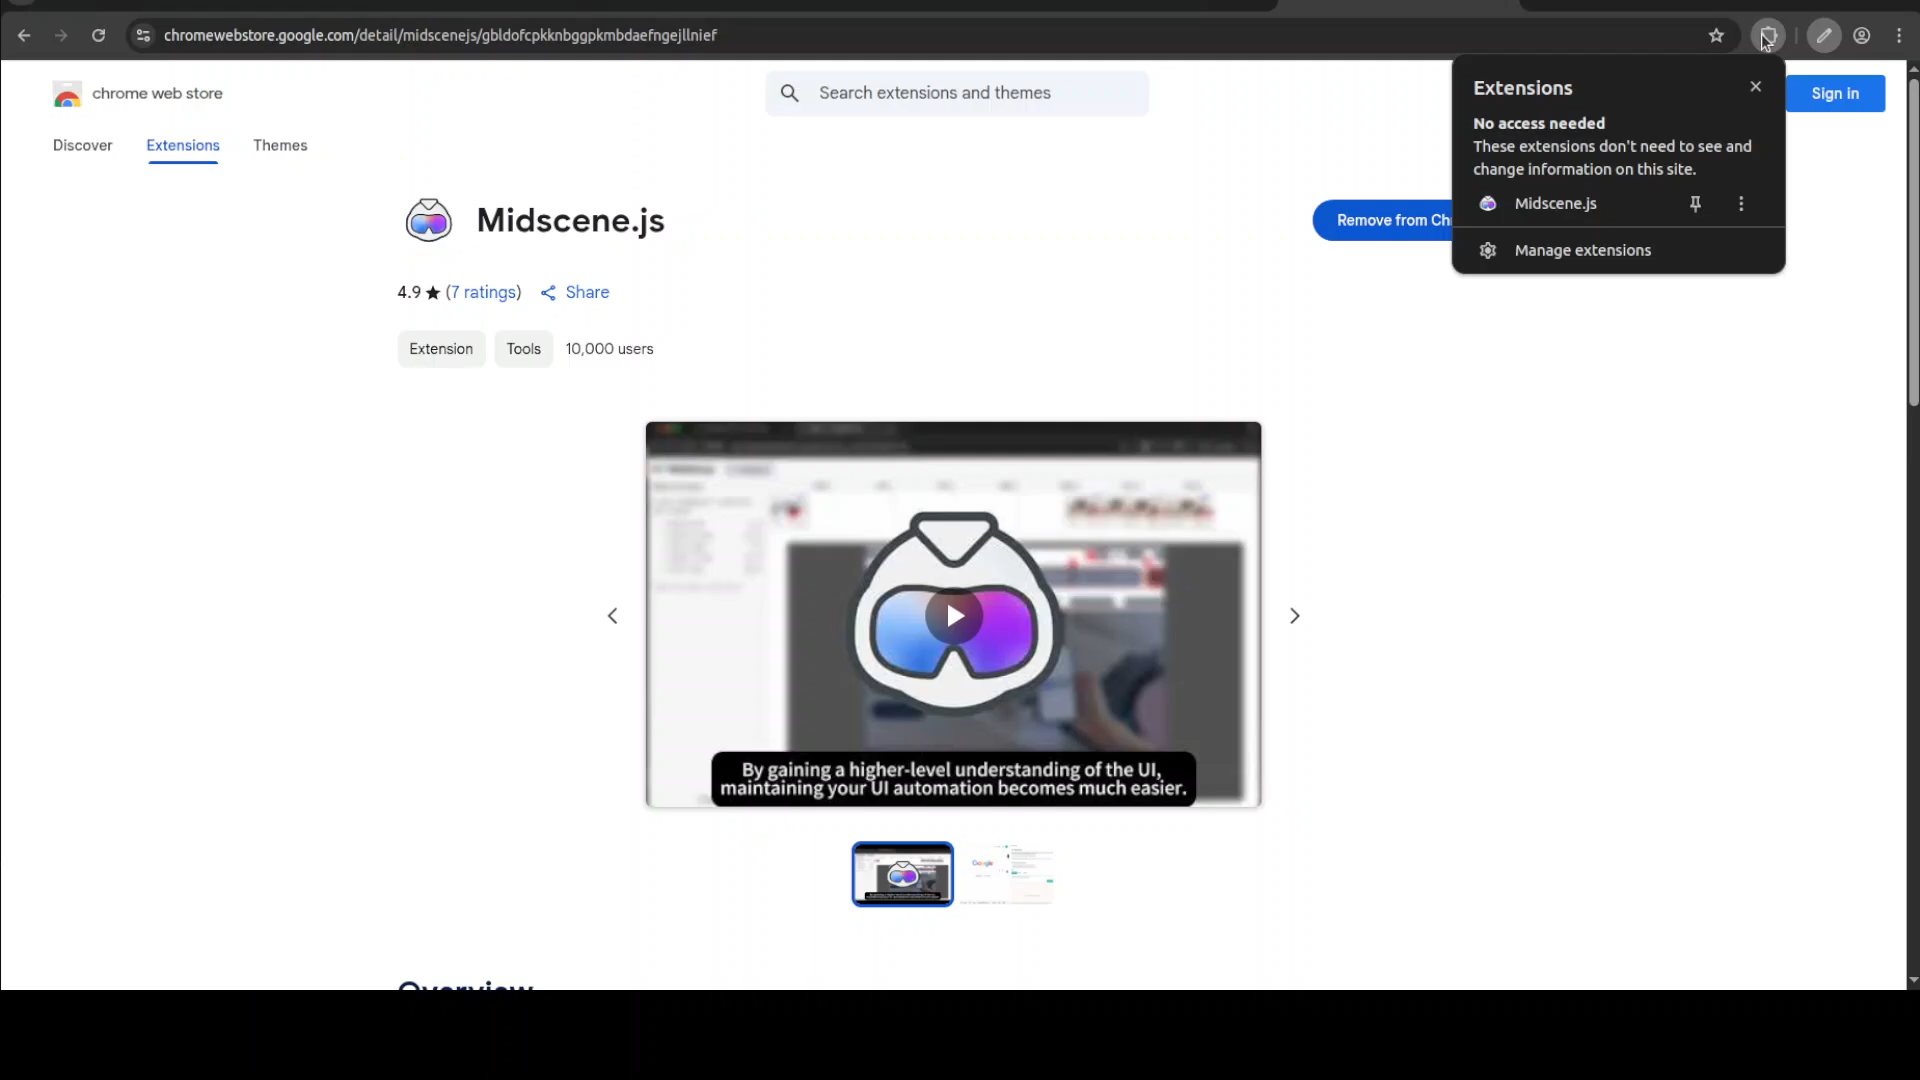 chromewebstore.google.com/detail/midscenejs/gbldofcpkknbggpkmbdaefngejllnief
chrome web store
Search extensions and themes
Sign in
Discover
Extensions
Themes
Extensions
No access needed
These extensions don't need to see and
change information on this site.
Midscene.js
Manage extensions
Midscene.js
Remove from Ch
4.9 ★ (7 ratings)
Share
Extension
Tools
10,000 users
By gaining a higher-level understanding of the UI,
maintaining your UI automation becomes much easier.
Google
Overview